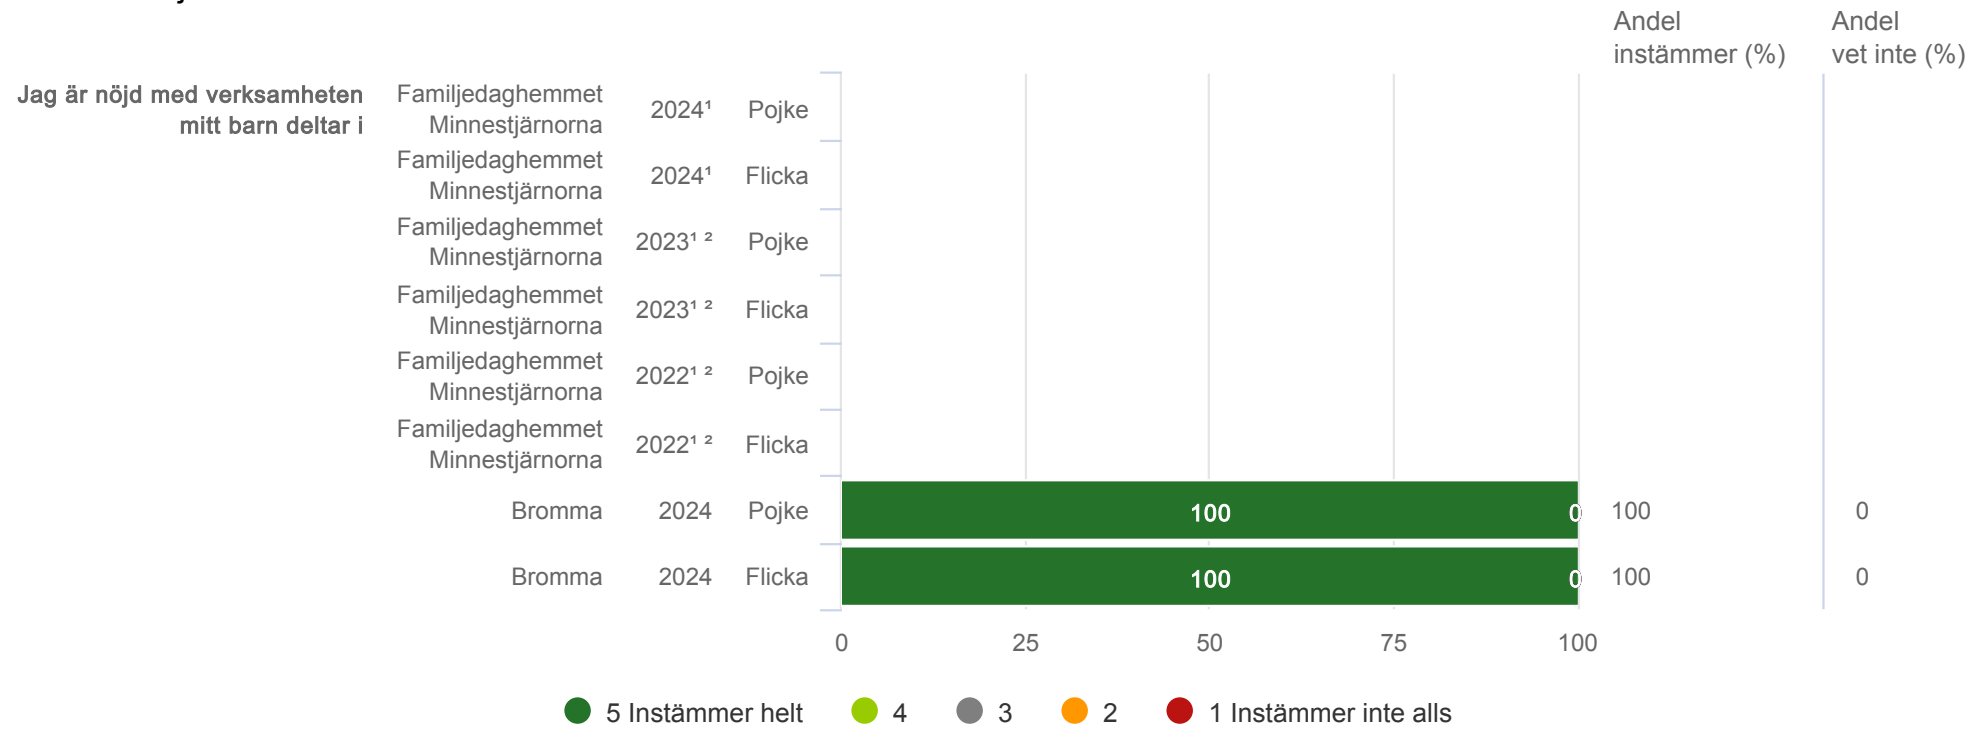 Andel
instämmer (%)
Andel
vet inte (%)
Jag är nöjd med verksamheten
mitt barn deltar i
Familjedaghemmet
Minnestjärnorna
2024¹ Pojke
Familjedaghemmet
Minnestjärnorna
2024¹ Flicka
Familjedaghemmet
Minnestjärnorna
2023¹ ² Pojke
Familjedaghemmet
Minnestjärnorna
2023¹ ² Flicka
Familjedaghemmet
Minnestjärnorna
2022¹ ² Pojke
Familjedaghemmet
Minnestjärnorna
2022¹ ² Flicka
Bromma 2024 Pojke 100 0 100 0
Bromma 2024 Flicka 100 0 100 0
0 25 50 75 100
5 Instämmer helt 4 3 2 1 Instämmer inte alls